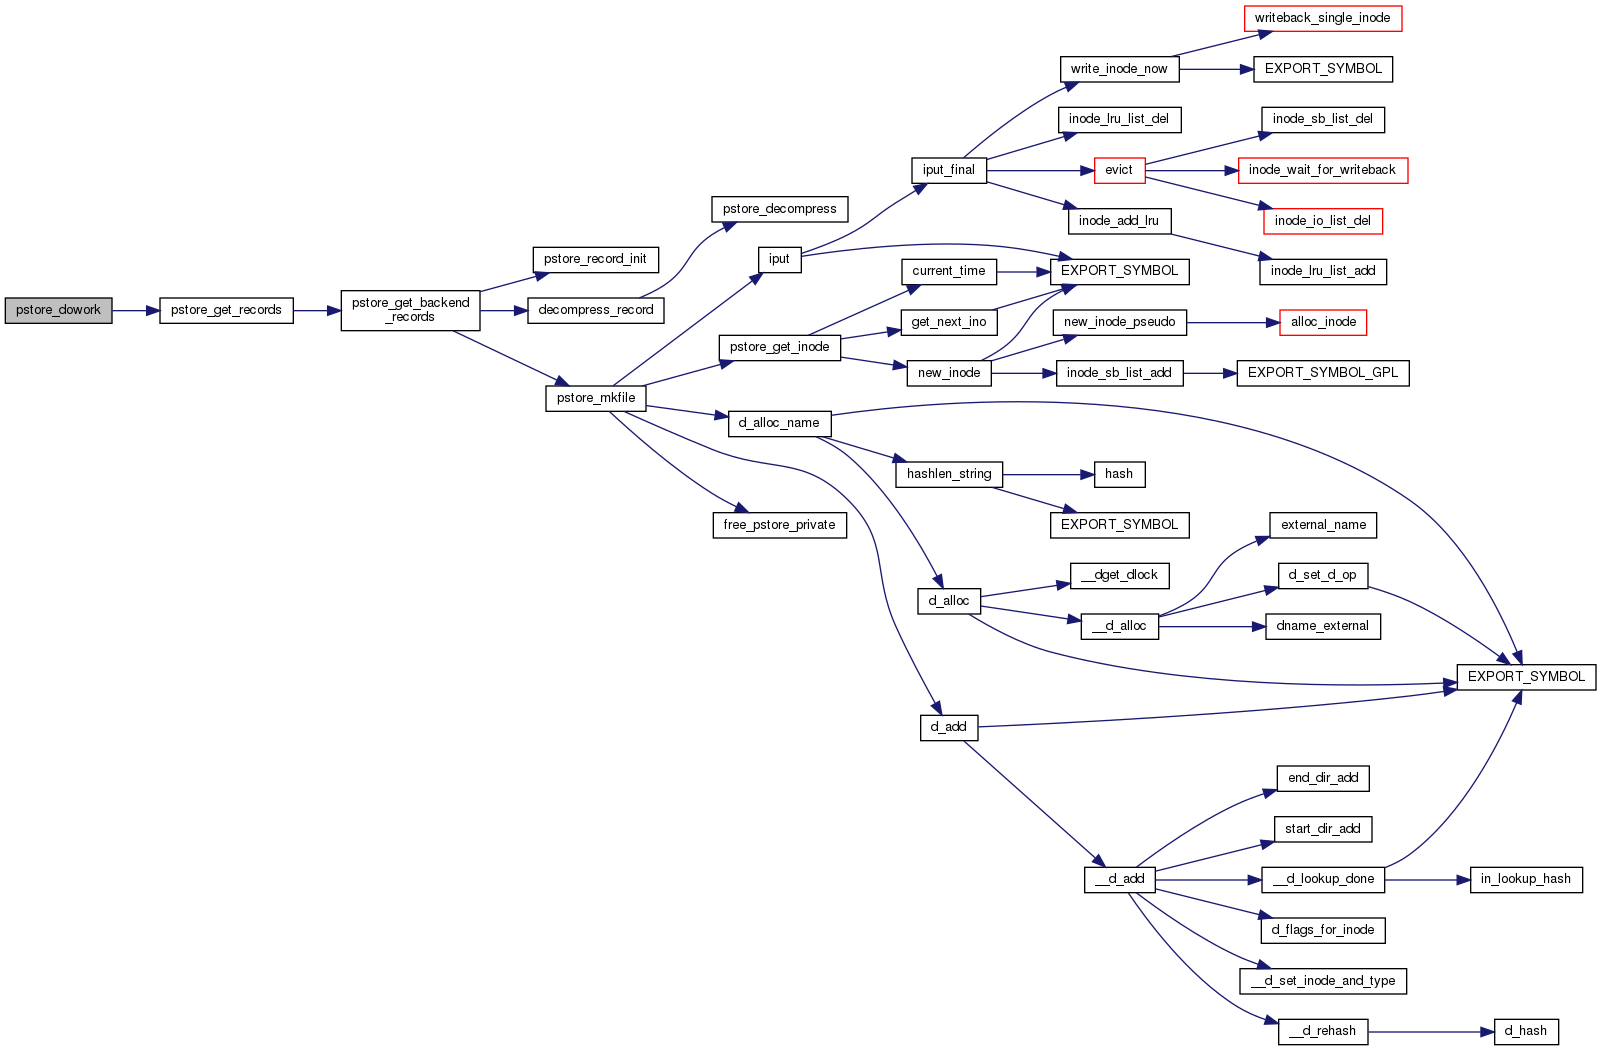 writeback_single_inode
write_inode_now
EXPORT_SYMBOL
inode_lru_list_del
inode_sb_list_del
iput_final
evict
inode_wait_for_writeback
pstore_decompress
inode_add_lru
inode_io_list_del
pstore_record_init
iput
current_time
EXPORT_SYMBOL
inode_lru_list_add
pstore_dowork
pstore_get_records
pstore_get_backend
_records
decompress_record
get_next_ino
new_inode_pseudo
alloc_inode
pstore_get_inode
new_inode
inode_sb_list_add
EXPORT_SYMBOL_GPL
pstore_mkfile
d_alloc_name
hashlen_string
hash
free_pstore_private
EXPORT_SYMBOL
external_name
__dget_dlock
d_set_d_op
d_alloc
__d_alloc
dname_external
EXPORT_SYMBOL
d_add
end_dir_add
start_dir_add
__d_add
__d_lookup_done
in_lookup_hash
d_flags_for_inode
__d_set_inode_and_type
__d_rehash
d_hash